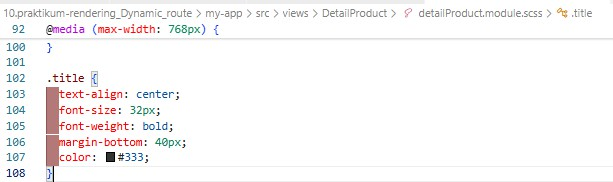 10.praktikum-rendering_Dynamic_route > my-app > src > views > DetailProduct > detailProduct.module.scss > .title
92 @media (max-width: 768px) {
100 }
101
102 .title {
103 text-align: center;
104 font-size: 32px;
105 font-weight: bold;
106 margin-bottom: 40px;
107 color: #333;
108 }